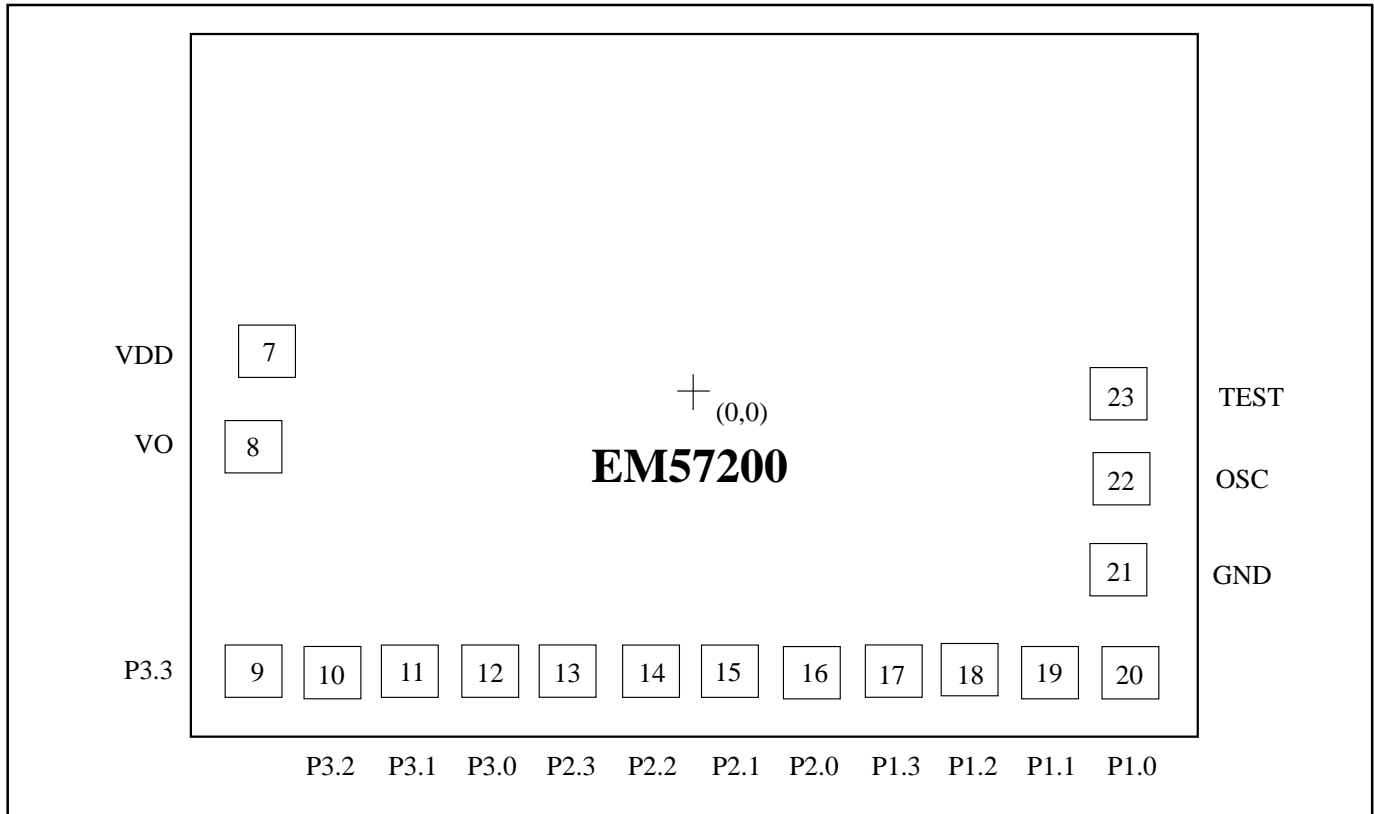 VDD 7
(0,0)
23 TEST
VO 8
EM57200
22 OSC
21 GND
P3.3 9 10 11 12 13 14 15 16 17 18 19 20
P3.2 P3.1 P3.0 P2.3 P2.2 P2.1 P2.0 P1.3 P1.2 P1.1 P1.0